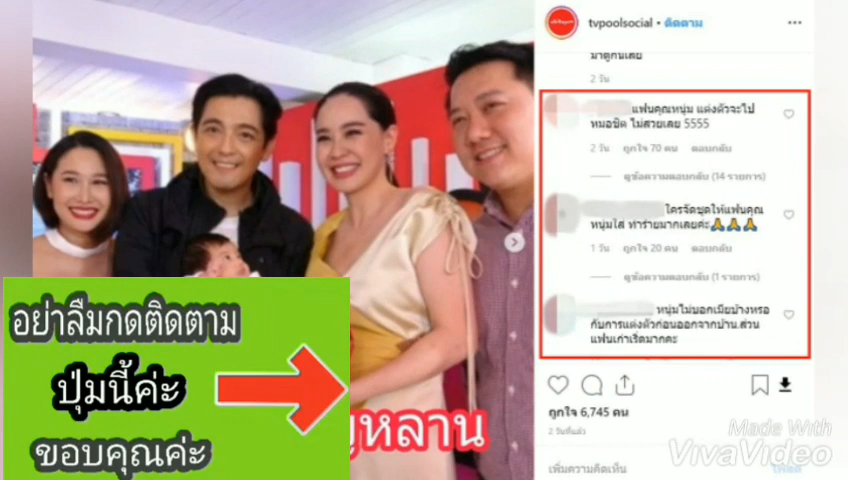 tvpoolsocial • ติดตาม
มาดูกันเลย
2 วัน
แฟนคุณหนุ่ม แต่งตัวจะไป
หมอชิต ไม่สวยเลย 5555
2 วัน ถูกใจ 70 คน ตอบกลับ
ดูข้อความตอบกลับ (14 รายการ)
ใครจัดชุดให้แฟนคุณ
หนุ่มใส่ ทำร้ายมากเลยค่ะ🙏🙏🙏
1 วัน ถูกใจ 20 คน ตอบกลับ
ดูข้อความตอบกลับ (1 รายการ)
หนุ่มไม่บอกเมียบ้างหรอ
กับการแต่งตัวก่อนออกจากบ้าน.ส่วน
แฟนเก่าเริ่ดมากคะ
ถูกใจ 6,745 คน
2 วันที่แล้ว
เพิ่มความคิดเห็น โพสต์
อย่าลืมกดติดตาม
ปุ่มนี้ค่ะ
ขอบคุณค่ะ
หลาน
Made With
VivaVideo